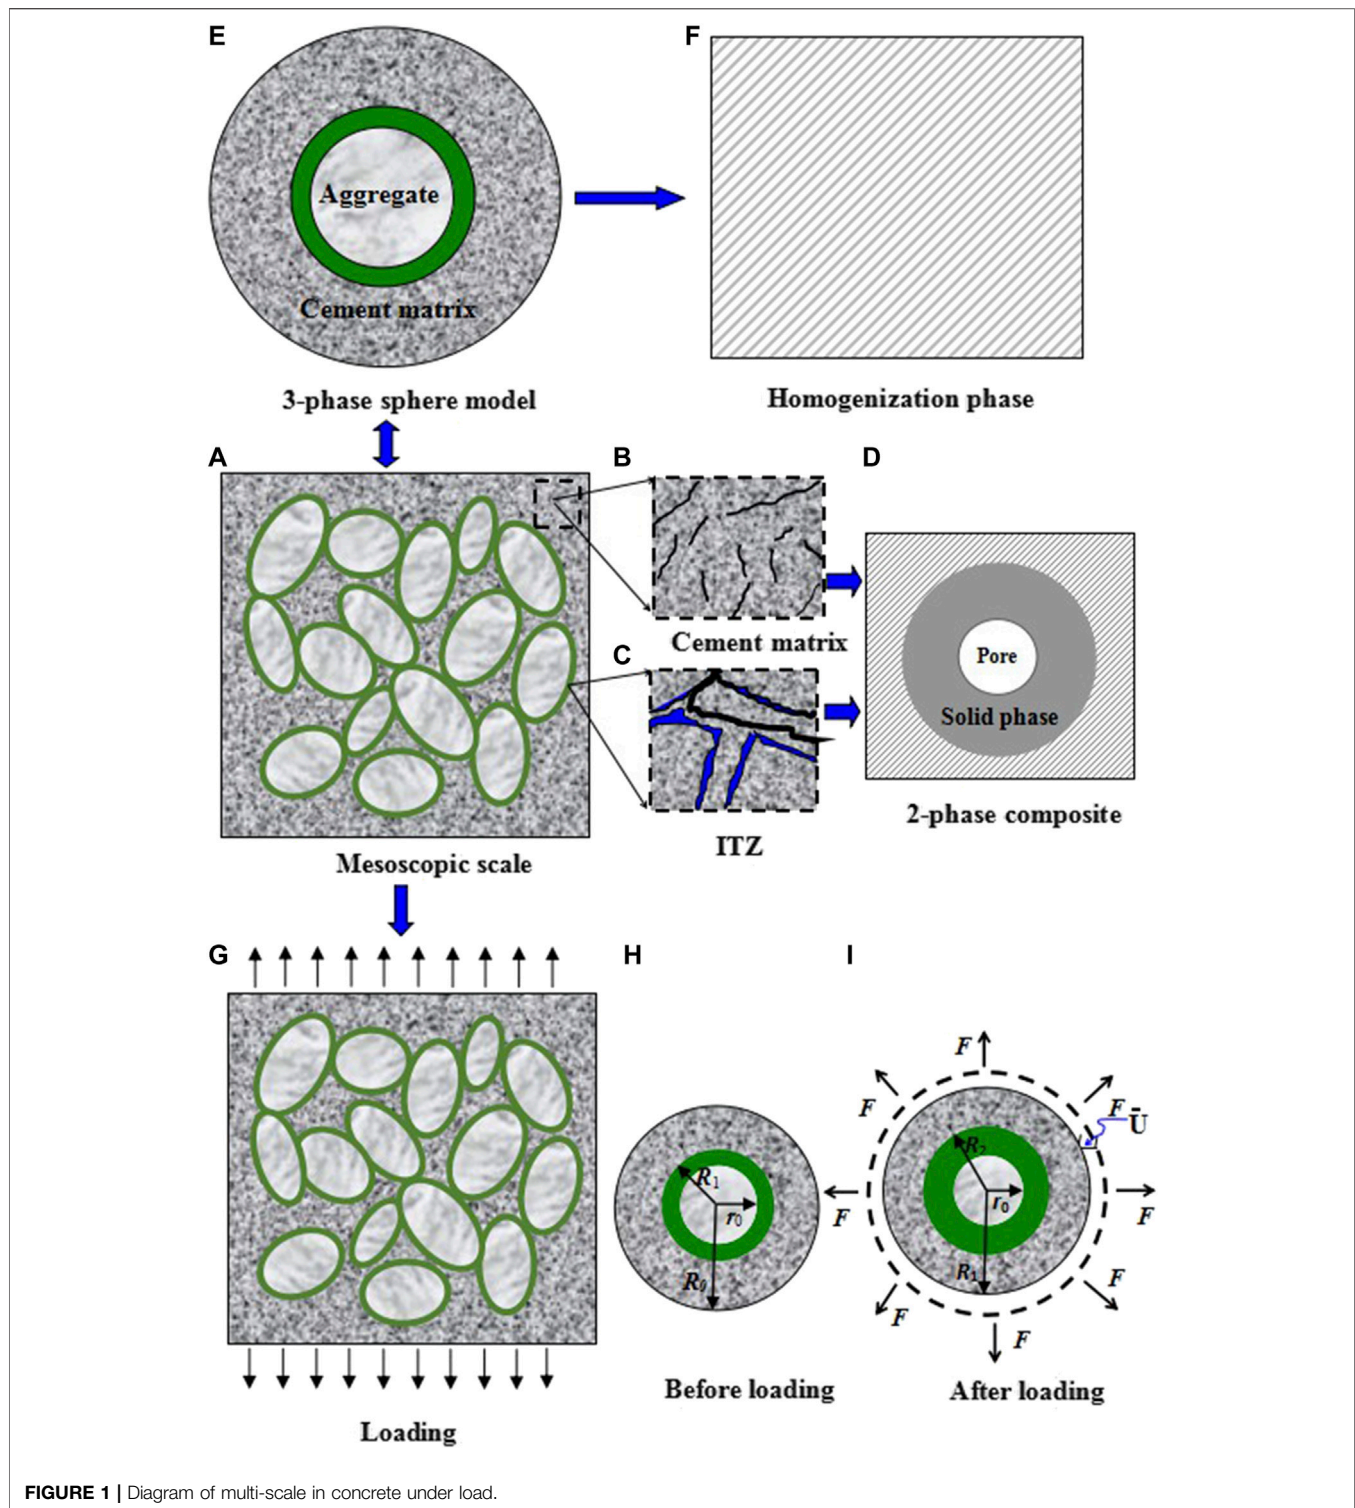 E
F
Aggregate
Cement matrix
3-phase sphere model
Homogenization phase
A
B
D
Cement matrix
C
Pore
Solid phase
2-phase composite
ITZ
Mesoscopic scale
G
H
I
F
F
F
Ū
R2
R1
r0
r0
F
F
R0
R1
F
F
F
Before loading
After loading
Loading
FIGURE 1 | Diagram of multi-scale in concrete under load.